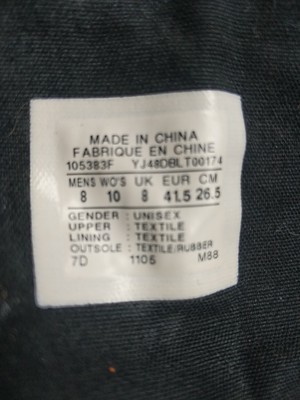 MADE IN CHINA
FABRIQUE EN CHINE
105383F YJ48DBLT00174
MENS WO'S UK EUR CM
8 10 8 41.5 26.5
GENDER : UNISEX
UPPER : TEXTILE
LINING : TEXTILE
OUTSOLE : TEXTILE/RUBBER
7D 1105 M88